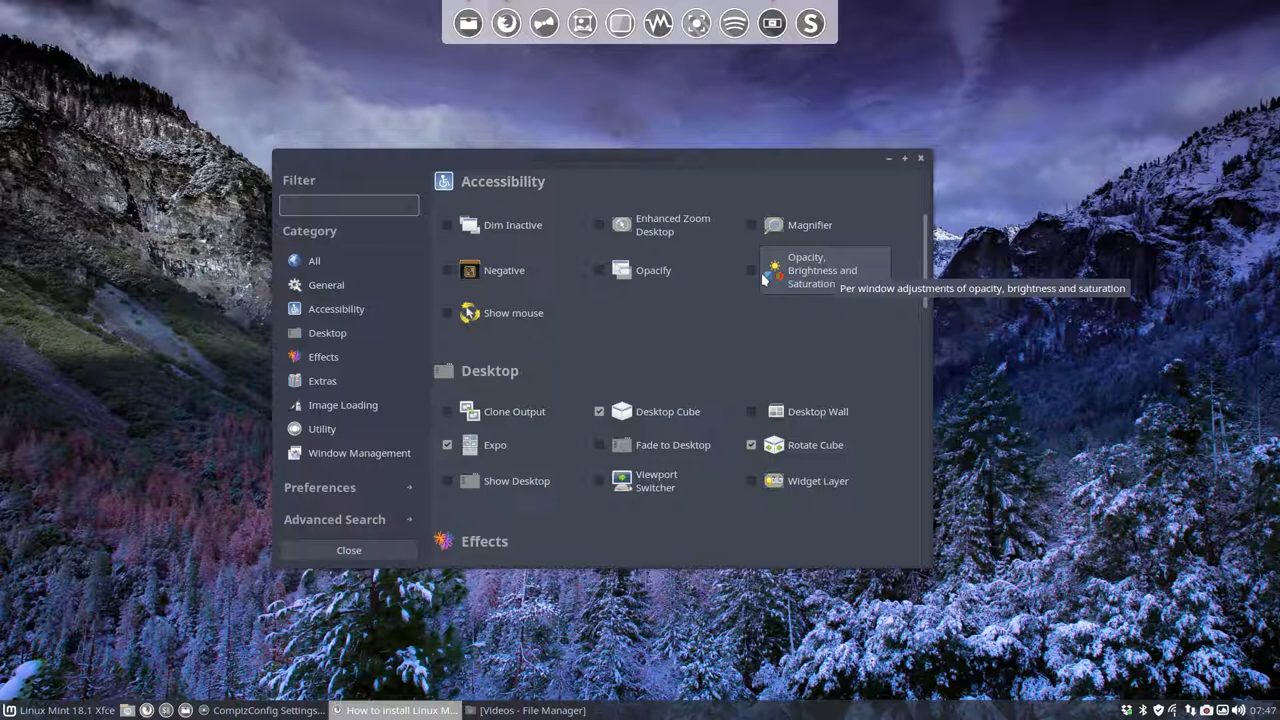 S
Filter
Category
All
General
Accessibility
Desktop
Effects
Extras
Image Loading
Utility
Window Management
Preferences
Advanced Search
Close
Accessibility
Dim Inactive
Enhanced Zoom
Desktop
Magnifier
Negative
Opacify
Opacity,
Brightness and
Saturation
Per window adjustments of opacity, brightness and saturation
Show mouse
Desktop
Clone Output
Desktop Cube
Desktop Wall
Expo
Fade to Desktop
Rotate Cube
Show Desktop
Viewport
Switcher
Widget Layer
Effects
Linux Mint 18.1 Xfce
CompizConfig Settings...
How to install Linux M...
[Videos - File Manager]
07:47